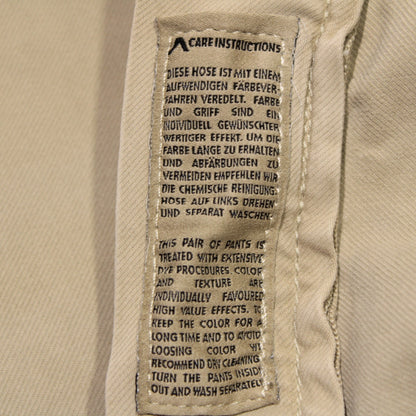 CARE INSTRUCTIONS
DIESE HOSE IST MIT EINEM
AUFWENDIGEN FÄRBEVER-
FAHREN VEREDELT. FARBE
UND GRIFF SIND EIN
INDIVIDUELL GEWÜNSCHTER
WERTIGER EFFEKT. UM DIE
FARBE LANGE ZU ERHALTEN
UND ABFÄRBUNGEN ZU
VERMEIDEN EMPFEHLEN WIR
DIE CHEMISCHE REINIGUNG.
HOSE AUF LINKS DREHEN
UND SEPARAT WASCHEN.
THIS PAIR OF PANTS IS
TREATED WITH EXTENSIVE
DYE PROCEDURES. COLOR
AND TEXTURE ARE
INDIVIDUALLY FAVOURED
HIGH VALUE EFFECTS. TO
KEEP THE COLOR FOR A
LONG TIME AND TO AVOID
LOOSING COLOR WE
RECOMMEND DRY CLEANING.
TURN THE PANTS INSIDE
OUT AND WASH SEPARATELY.